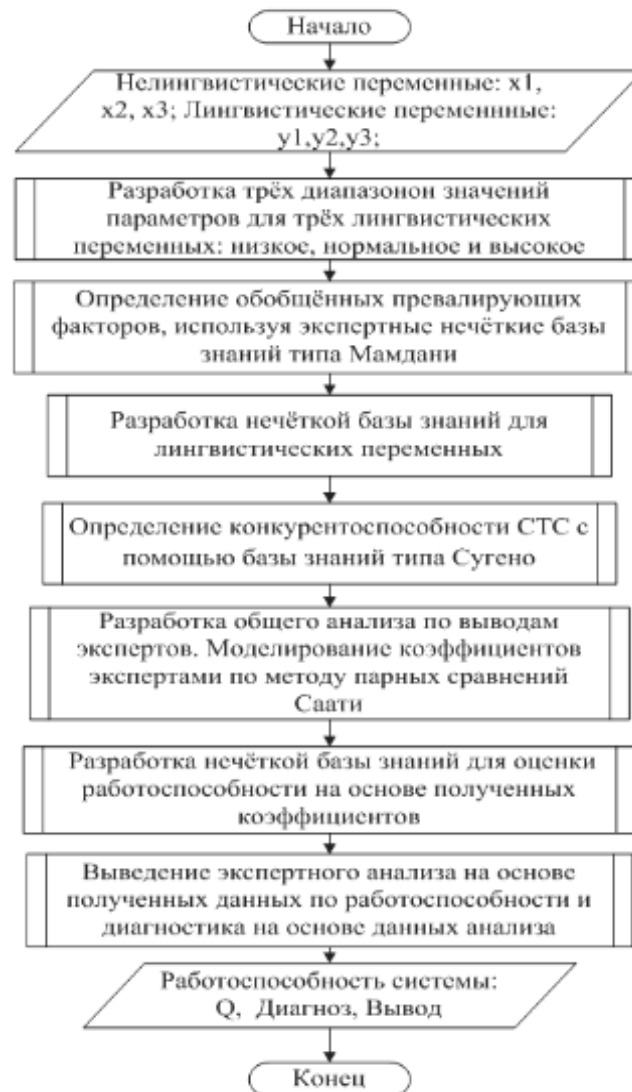 Начало
Нелингвистические переменные: x1,
x2, x3; Лингвистические переменнные:
y1,y2,y3;
Разработка трёх диапазонон значений
параметров для трёх лингвистических
переменных: низкое, нормальное и высокое
Определение обобщённых превалирующих
факторов, используя экспертные нечёткие базы
знаний типа Мамдани
Разработка нечёткой базы знаний для
лингвистических переменных
Определение конкурентоспособности СТС с
помощью базы знаний типа Сугено
Разработка общего анализа по выводам
экспертов. Моделирование коэффициентов
экспертами по методу парных сравнений
Саати
Разработка нечёткой базы знаний для оценки
работоспособности на основе полученных
коэффициентов
Выведение экспертного анализа на основе
полученных данных по работоспособности и
диагностика на основе данных анализа
Работоспособность системы:
Q, Диагноз, Вывод
Конец